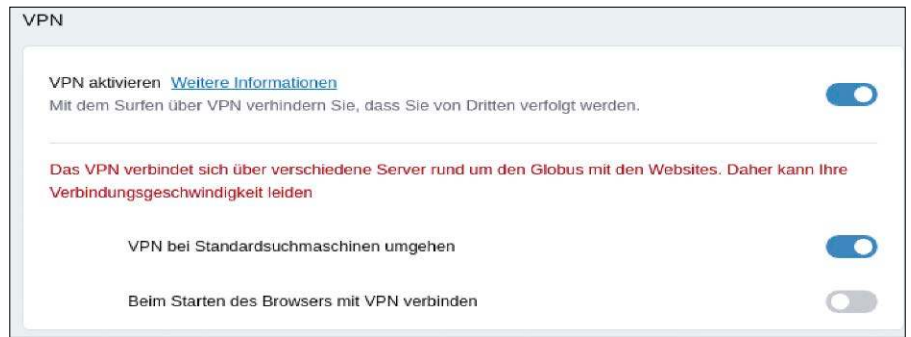 VPN
VPN aktivieren Weitere Informationen
Mit dem Surfen über VPN verhindern Sie, dass Sie von Dritten verfolgt werden.
Das VPN verbindet sich über verschiedene Server rund um den Globus mit den Websites. Daher kann Ihre
Verbindungsgeschwindigkeit leiden
VPN bei Standardsuchmaschinen umgehen
Beim Starten des Browsers mit VPN verbinden